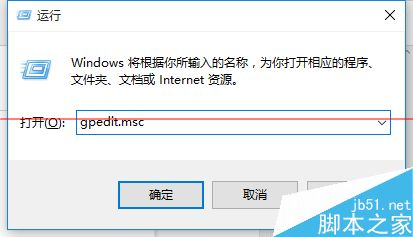 运行
Windows 将根据你所输入的名称，为你打开相应的程序、
文件夹、文档或 Internet 资源。
打开(O): gpedit.msc
确定 取消
jb51.net
脚本之家